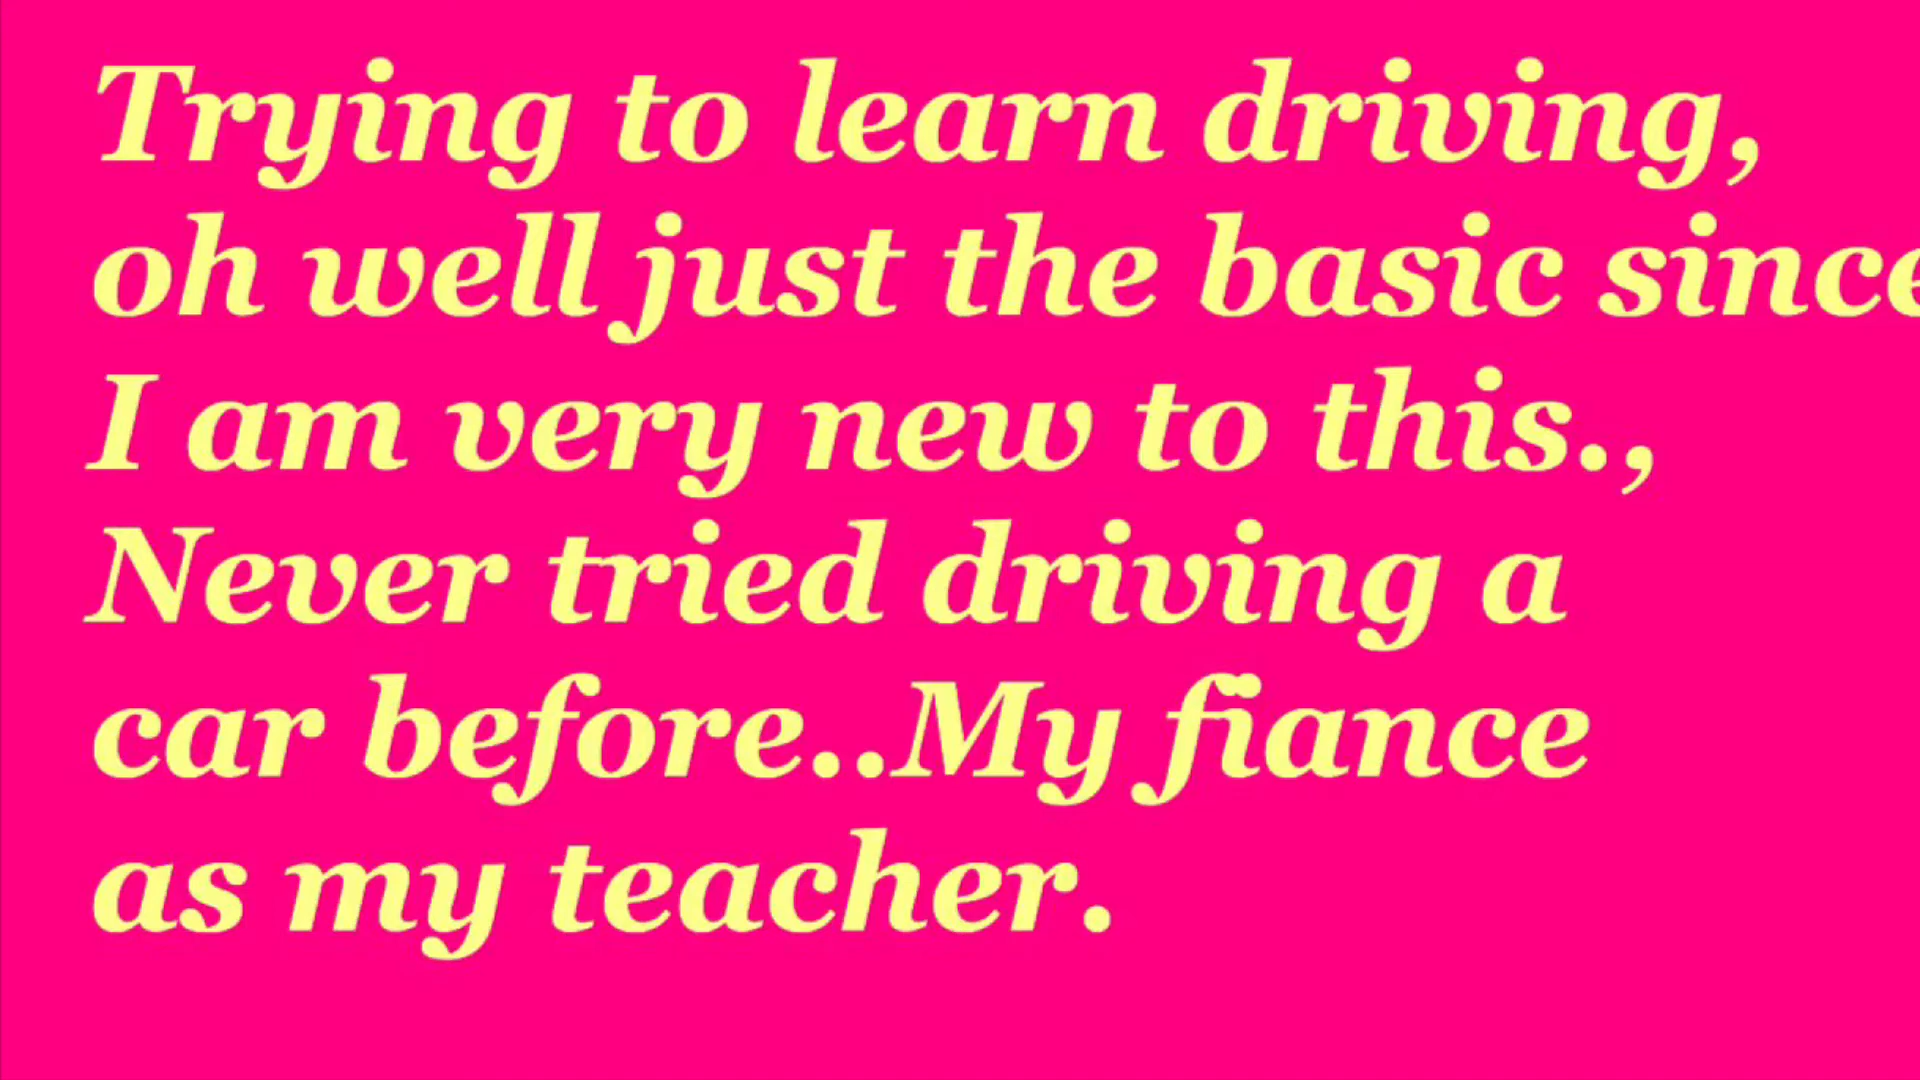 Trying to learn driving,
oh well just the basic since
I am very new to this.,
Never tried driving a
car before..My fiance
as my teacher.